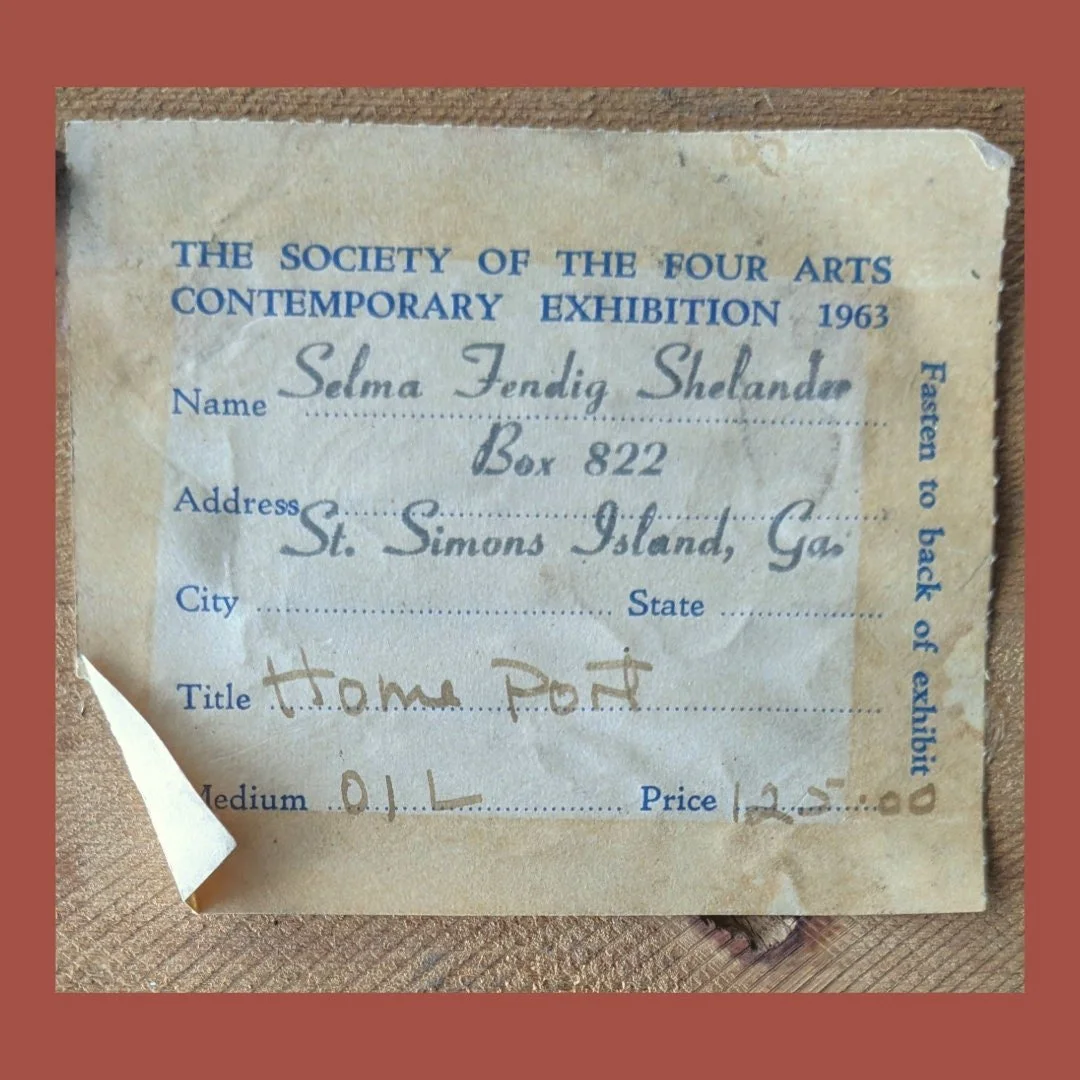 THE SOCIETY OF THE FOUR ARTS
CONTEMPORARY EXHIBITION 1963
Name Selma Fendig Shelander
Box 822
Address
St. Simons Island, Ga.
City State
Title Home Port
Medium OIL Price 125.00
Fasten to back of exhibit